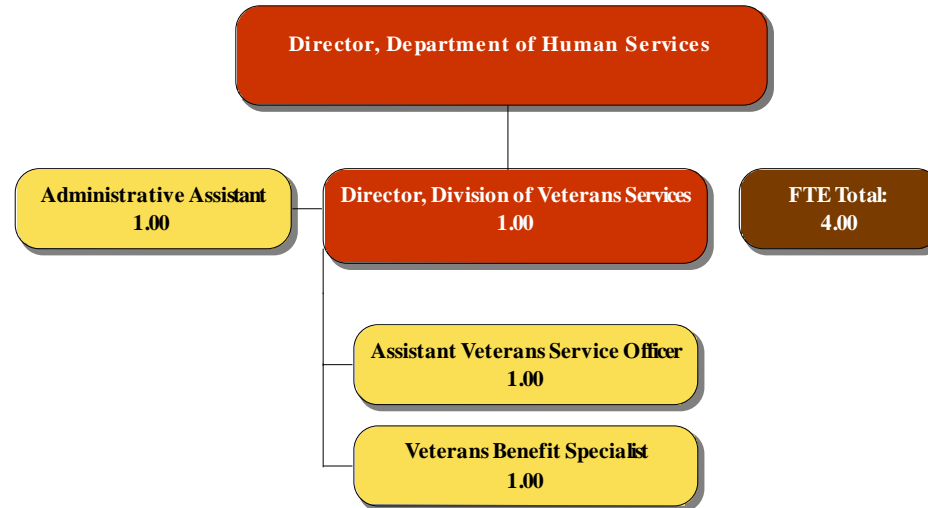 Director, Department of Human Services
Administrative Assistant
1.00
Director, Division of Veterans Services
1.00
FTE Total:
4.00
Assistant Veterans Service Officer
1.00
Veterans Benefit Specialist
1.00